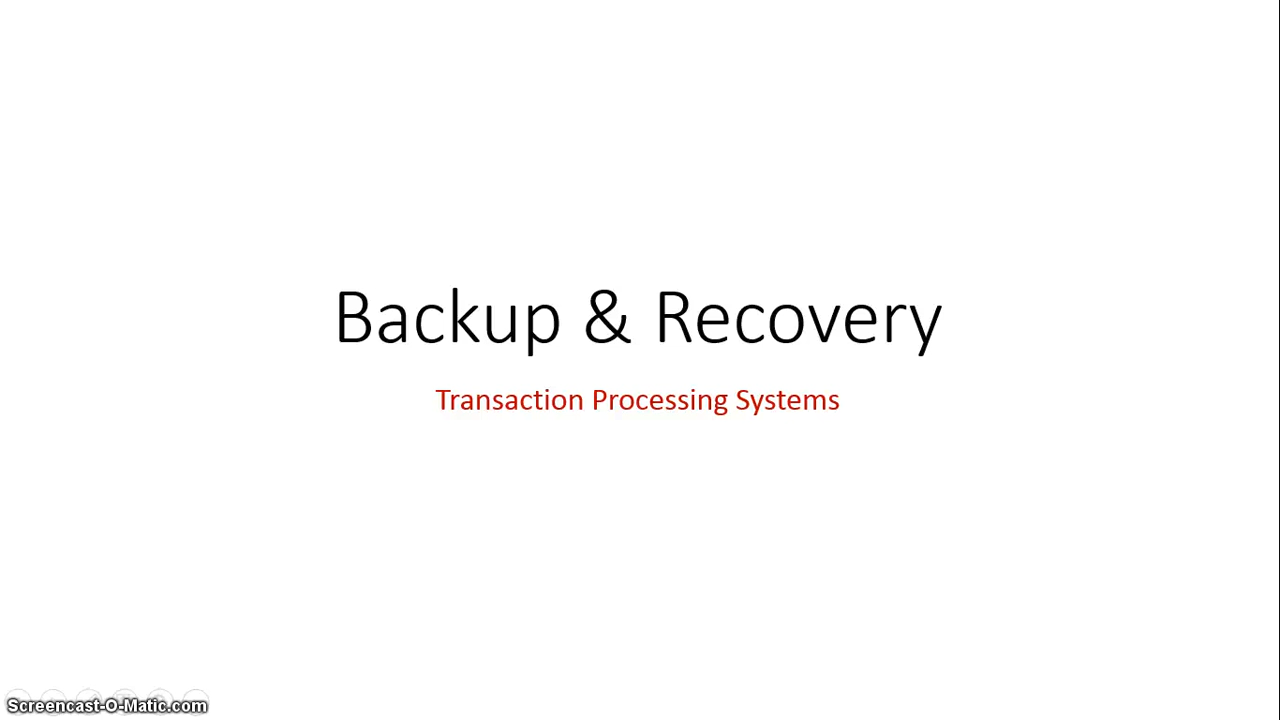 Backup & Recovery
Transaction Processing Systems
Screencast-O-Matic.com